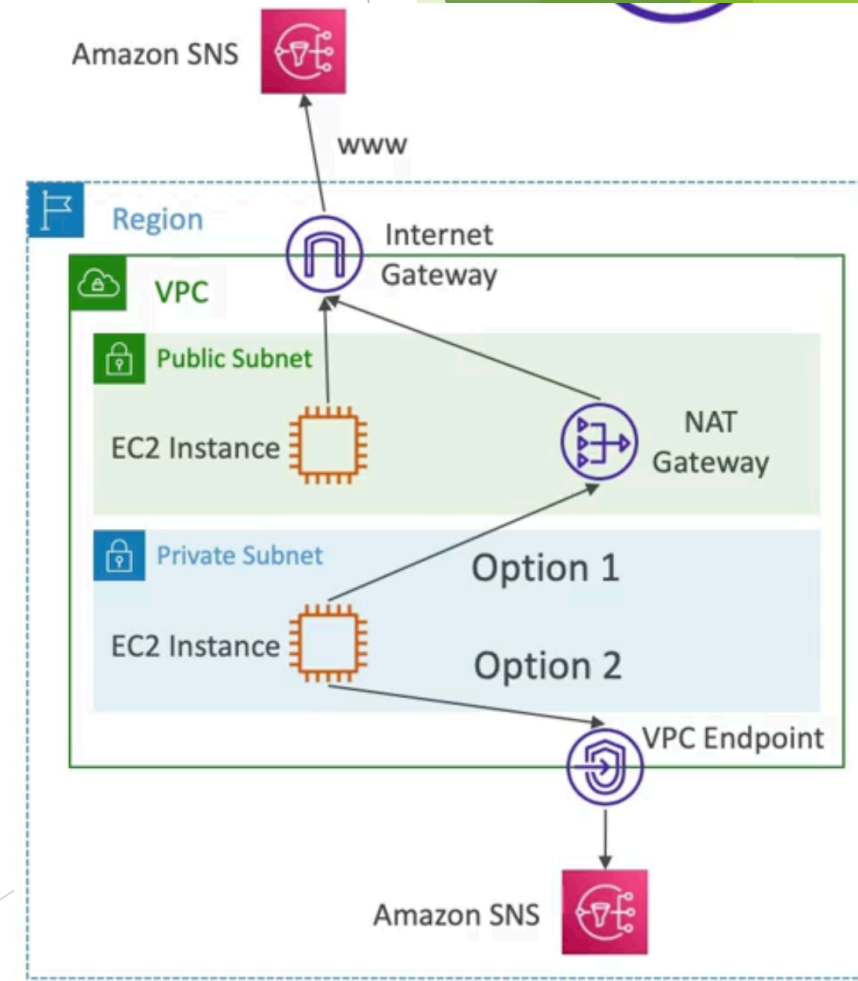 Amazon SNS
www
Region
Internet
Gateway
VPC
Public Subnet
EC2 Instance
NAT
Gateway
Private Subnet
Option 1
EC2 Instance
Option 2
VPC Endpoint
Amazon SNS